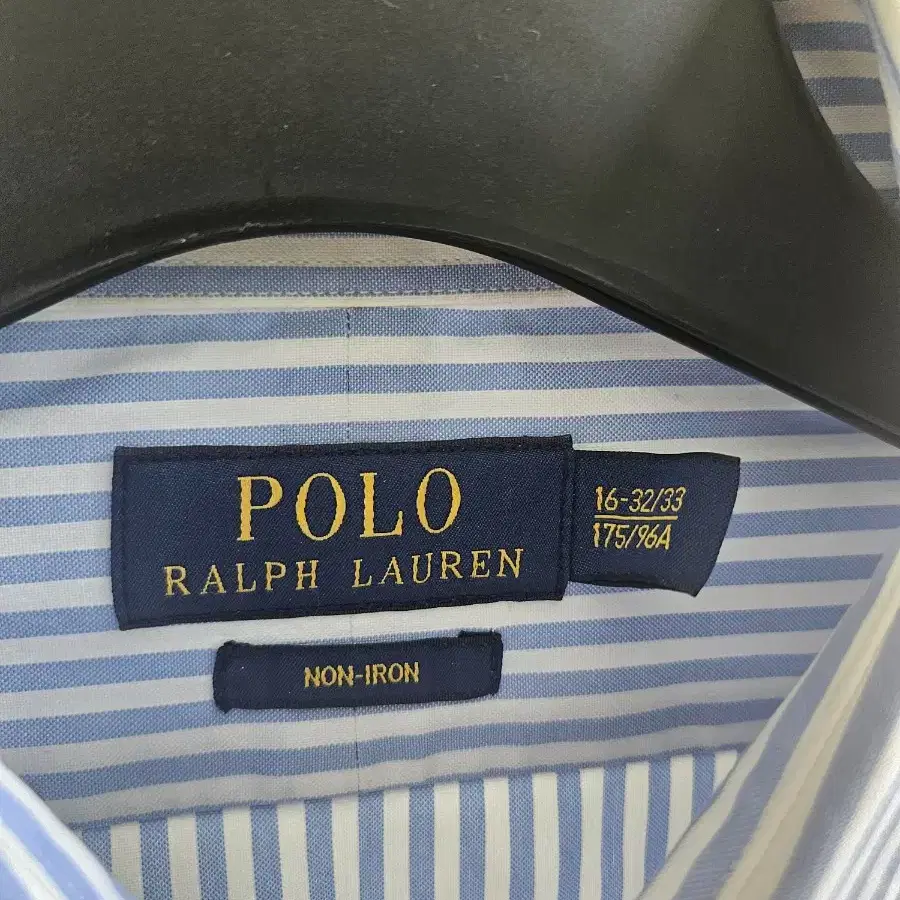 POLO
RALPH LAUREN
16-32/33
175/96A
NON-IRON